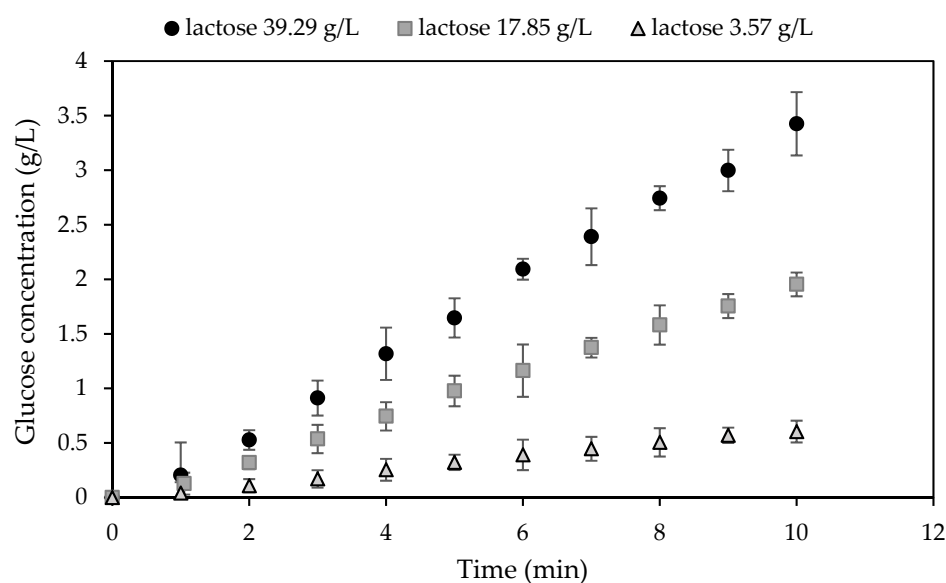 lactose 39.29 g/L lactose 17.85 g/L lactose 3.57 g/L
4
3.5
3
2.5
2
1.5
1
0.5
0
Glucose concentration (g/L)
0 2 4 6 8 10 12
Time (min)